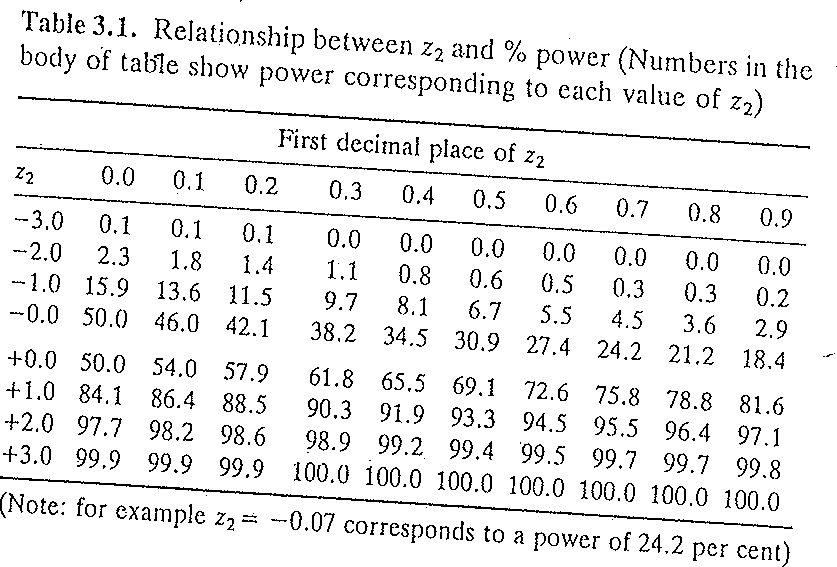 Table 3.1. Relationship between z₂ and % power (Numbers in the
body of table show power corresponding to each value of z₂)
First decimal place of z₂
z₂ 0.0 0.1 0.2 0.3 0.4 0.5 0.6 0.7 0.8 0.9
−3.0 0.1 0.1 0.1 0.0 0.0 0.0 0.0 0.0 0.0 0.0
−2.0 2.3 1.8 1.4 1.1 0.8 0.6 0.5 0.3 0.3 0.2
−1.0 15.9 13.6 11.5 9.7 8.1 6.7 5.5 4.5 3.6 2.9
−0.0 50.0 46.0 42.1 38.2 34.5 30.9 27.4 24.2 21.2 18.4
+0.0 50.0 54.0 57.9 61.8 65.5 69.1 72.6 75.8 78.8 81.6
+1.0 84.1 86.4 88.5 90.3 91.9 93.3 94.5 95.5 96.4 97.1
+2.0 97.7 98.2 98.6 98.9 99.2 99.4 99.5 99.7 99.7 99.8
+3.0 99.9 99.9 99.9 100.0 100.0 100.0 100.0 100.0 100.0 100.0
(Note: for example z₂ = −0.07 corresponds to a power of 24.2 per cent)